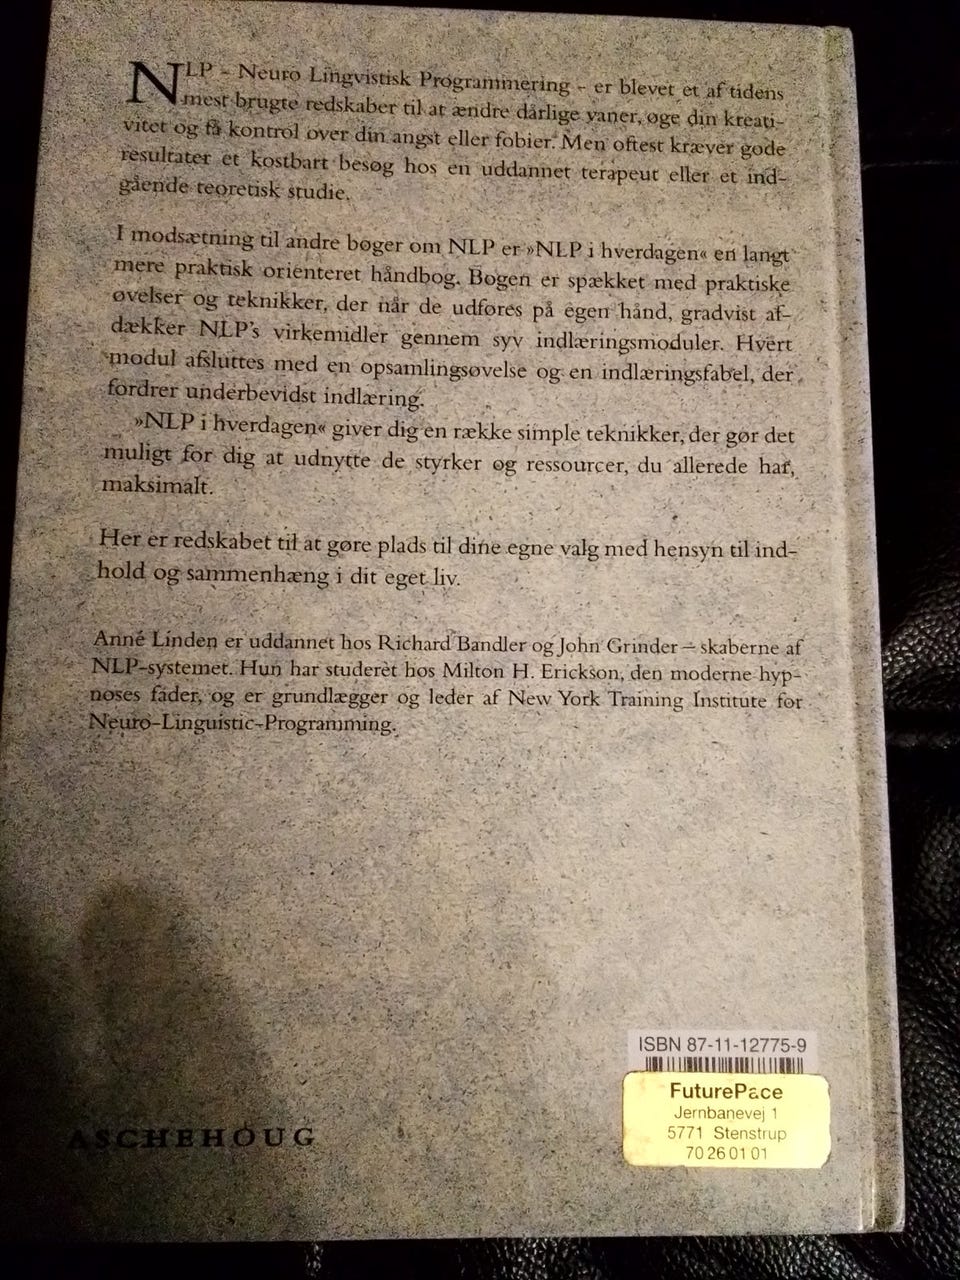 NLP - Neuro Lingvistisk Programmering - er blevet et af tidens
mest brugte redskaber til at ændre dårlige vaner, øge din kreati-
vitet og få kontrol over din angst eller fobier. Men oftest kræver gode
resultater et kostbart besøg hos en uddannet terapeut eller et ind-
gående teoretisk studie.
I modsætning til andre bøger om NLP er »NLP i hverdagen« en langt
mere praktisk orienteret håndbog. Bogen er spækket med praktiske
øvelser og teknikker, der når de udføres på egen hånd, gradvist af-
dækker NLP's virkemidler gennem syv indlæringsmoduler. Hvert
modul afsluttes med en opsamlingsøvelse og en indlæringsfabel, der
fordrer underbevidst indlæring.
»NLP i hverdagen« giver dig en række simple teknikker, der gør det
muligt for dig at udnytte de styrker og ressourcer, du allerede har,
maksimalt.
Her er redskabet til at gøre plads til dine egne valg med hensyn til ind-
hold og sammenhæng i dit eget liv.
Anné Linden er uddannet hos Richard Bandler og John Grinder – skaberne af
NLP-systemet. Hun har studeret hos Milton H. Erickson, den moderne hyp-
noses fader, og er grundlægger og leder af New York Training Institute for
Neuro-Linguistic-Programming.
ISBN 87-11-12775-9
FuturePace
Jernbanevej 1
5771 Stenstrup
70 26 01 01
ASCHEHOUG